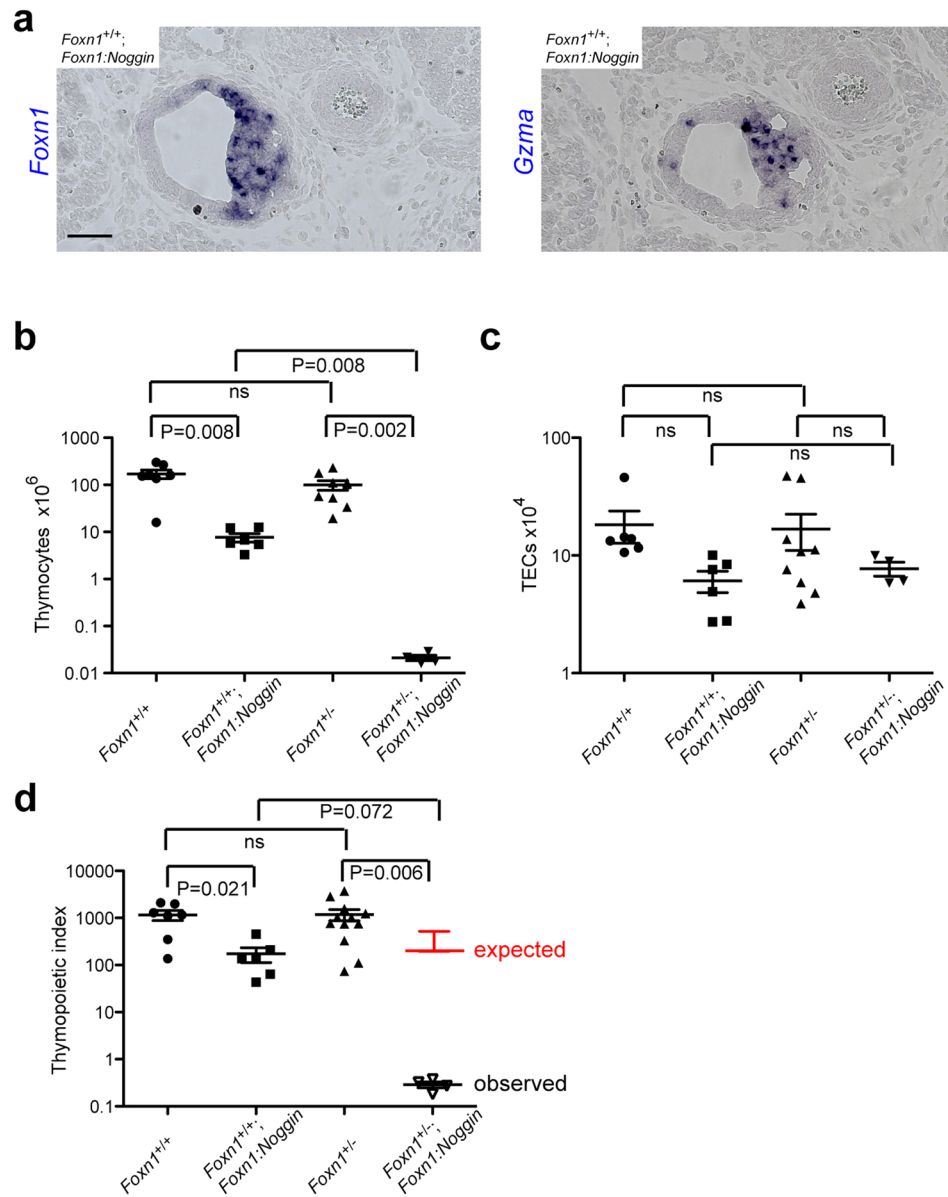 a
Foxn1+/+;
Foxn1:Noggin
Foxn1
Foxn1+/+;
Foxn1:Noggin
Gzma
b
P=0.008
ns
P=0.008
P=0.002
Thymocytes x10^6
1000
100
10
1
0.1
0.01
Foxn1+/+
Foxn1+/+;
Foxn1:Noggin
Foxn1+/-
Foxn1+/-;
Foxn1:Noggin
c
ns
ns
ns
ns
TECs x10^4
100
10
1
Foxn1+/+
Foxn1+/+;
Foxn1:Noggin
Foxn1+/-
Foxn1+/-;
Foxn1:Noggin
d
P=0.072
ns
P=0.021
P=0.006
Thymopoietic index
10000
1000
100
10
1
0.1
expected
observed
Foxn1+/+
Foxn1+/+;
Foxn1:Noggin
Foxn1+/-
Foxn1+/-;
Foxn1:Noggin